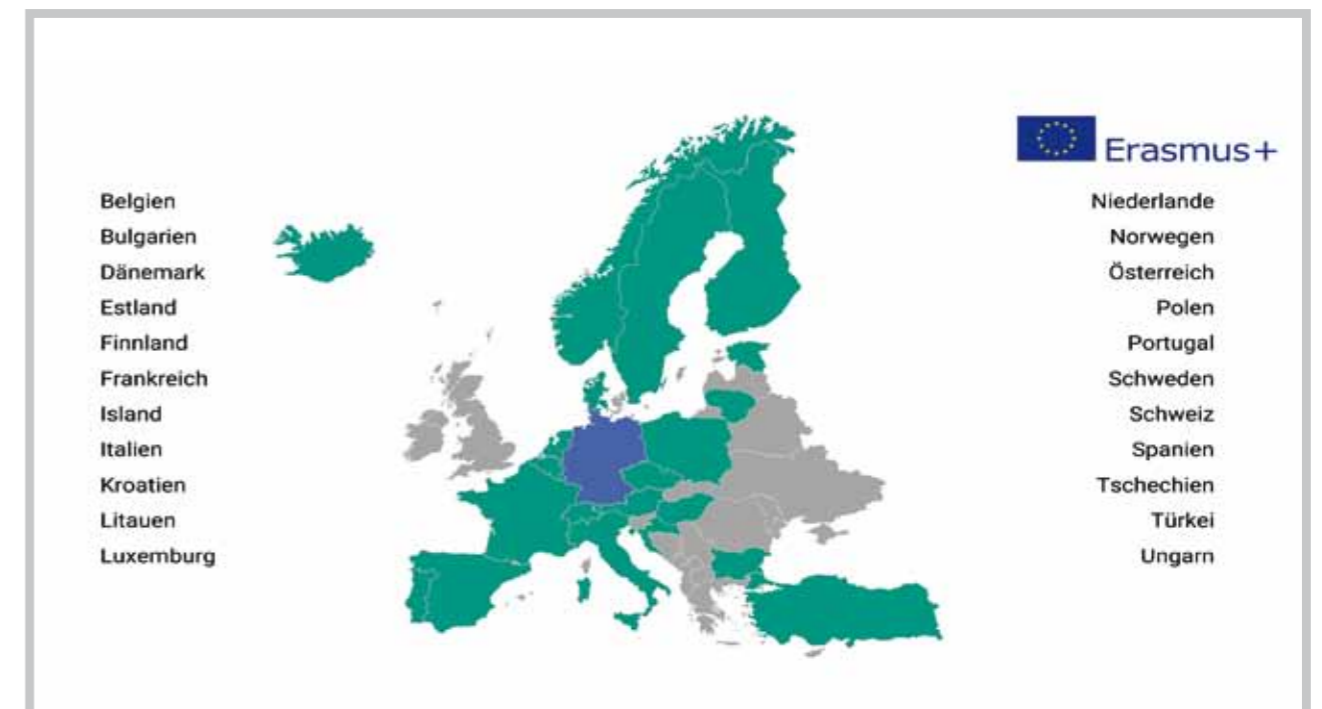 Erasmus+
Belgien
Bulgarien
Dänemark
Estland
Finnland
Frankreich
Island
Italien
Kroatien
Litauen
Luxemburg
Niederlande
Norwegen
Österreich
Polen
Portugal
Schweden
Schweiz
Spanien
Tschechien
Türkei
Ungarn